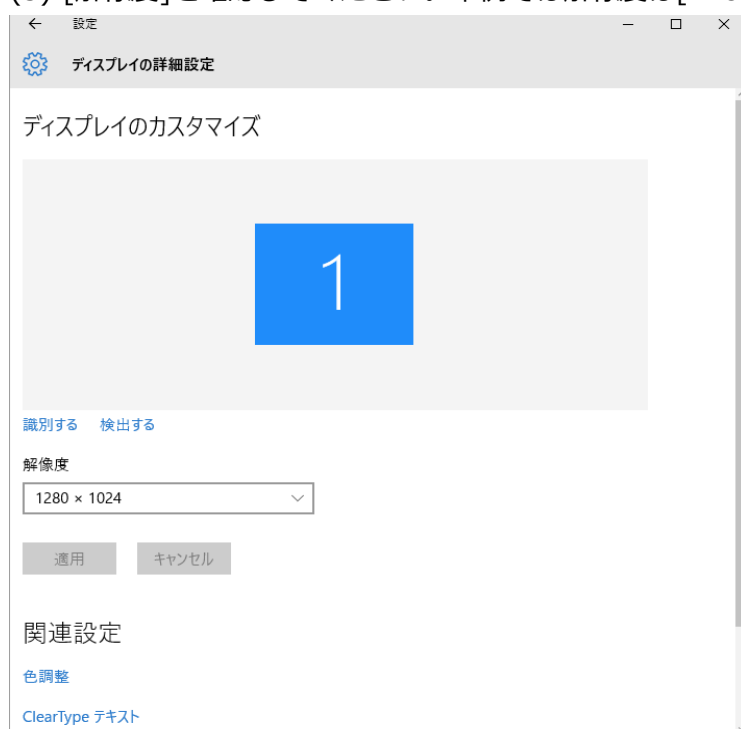 設定
ディスプレイの詳細設定
ディスプレイのカスタマイズ
1
識別する 検出する
解像度
1280 × 1024
適用 キャンセル
関連設定
色調整
ClearType テキスト